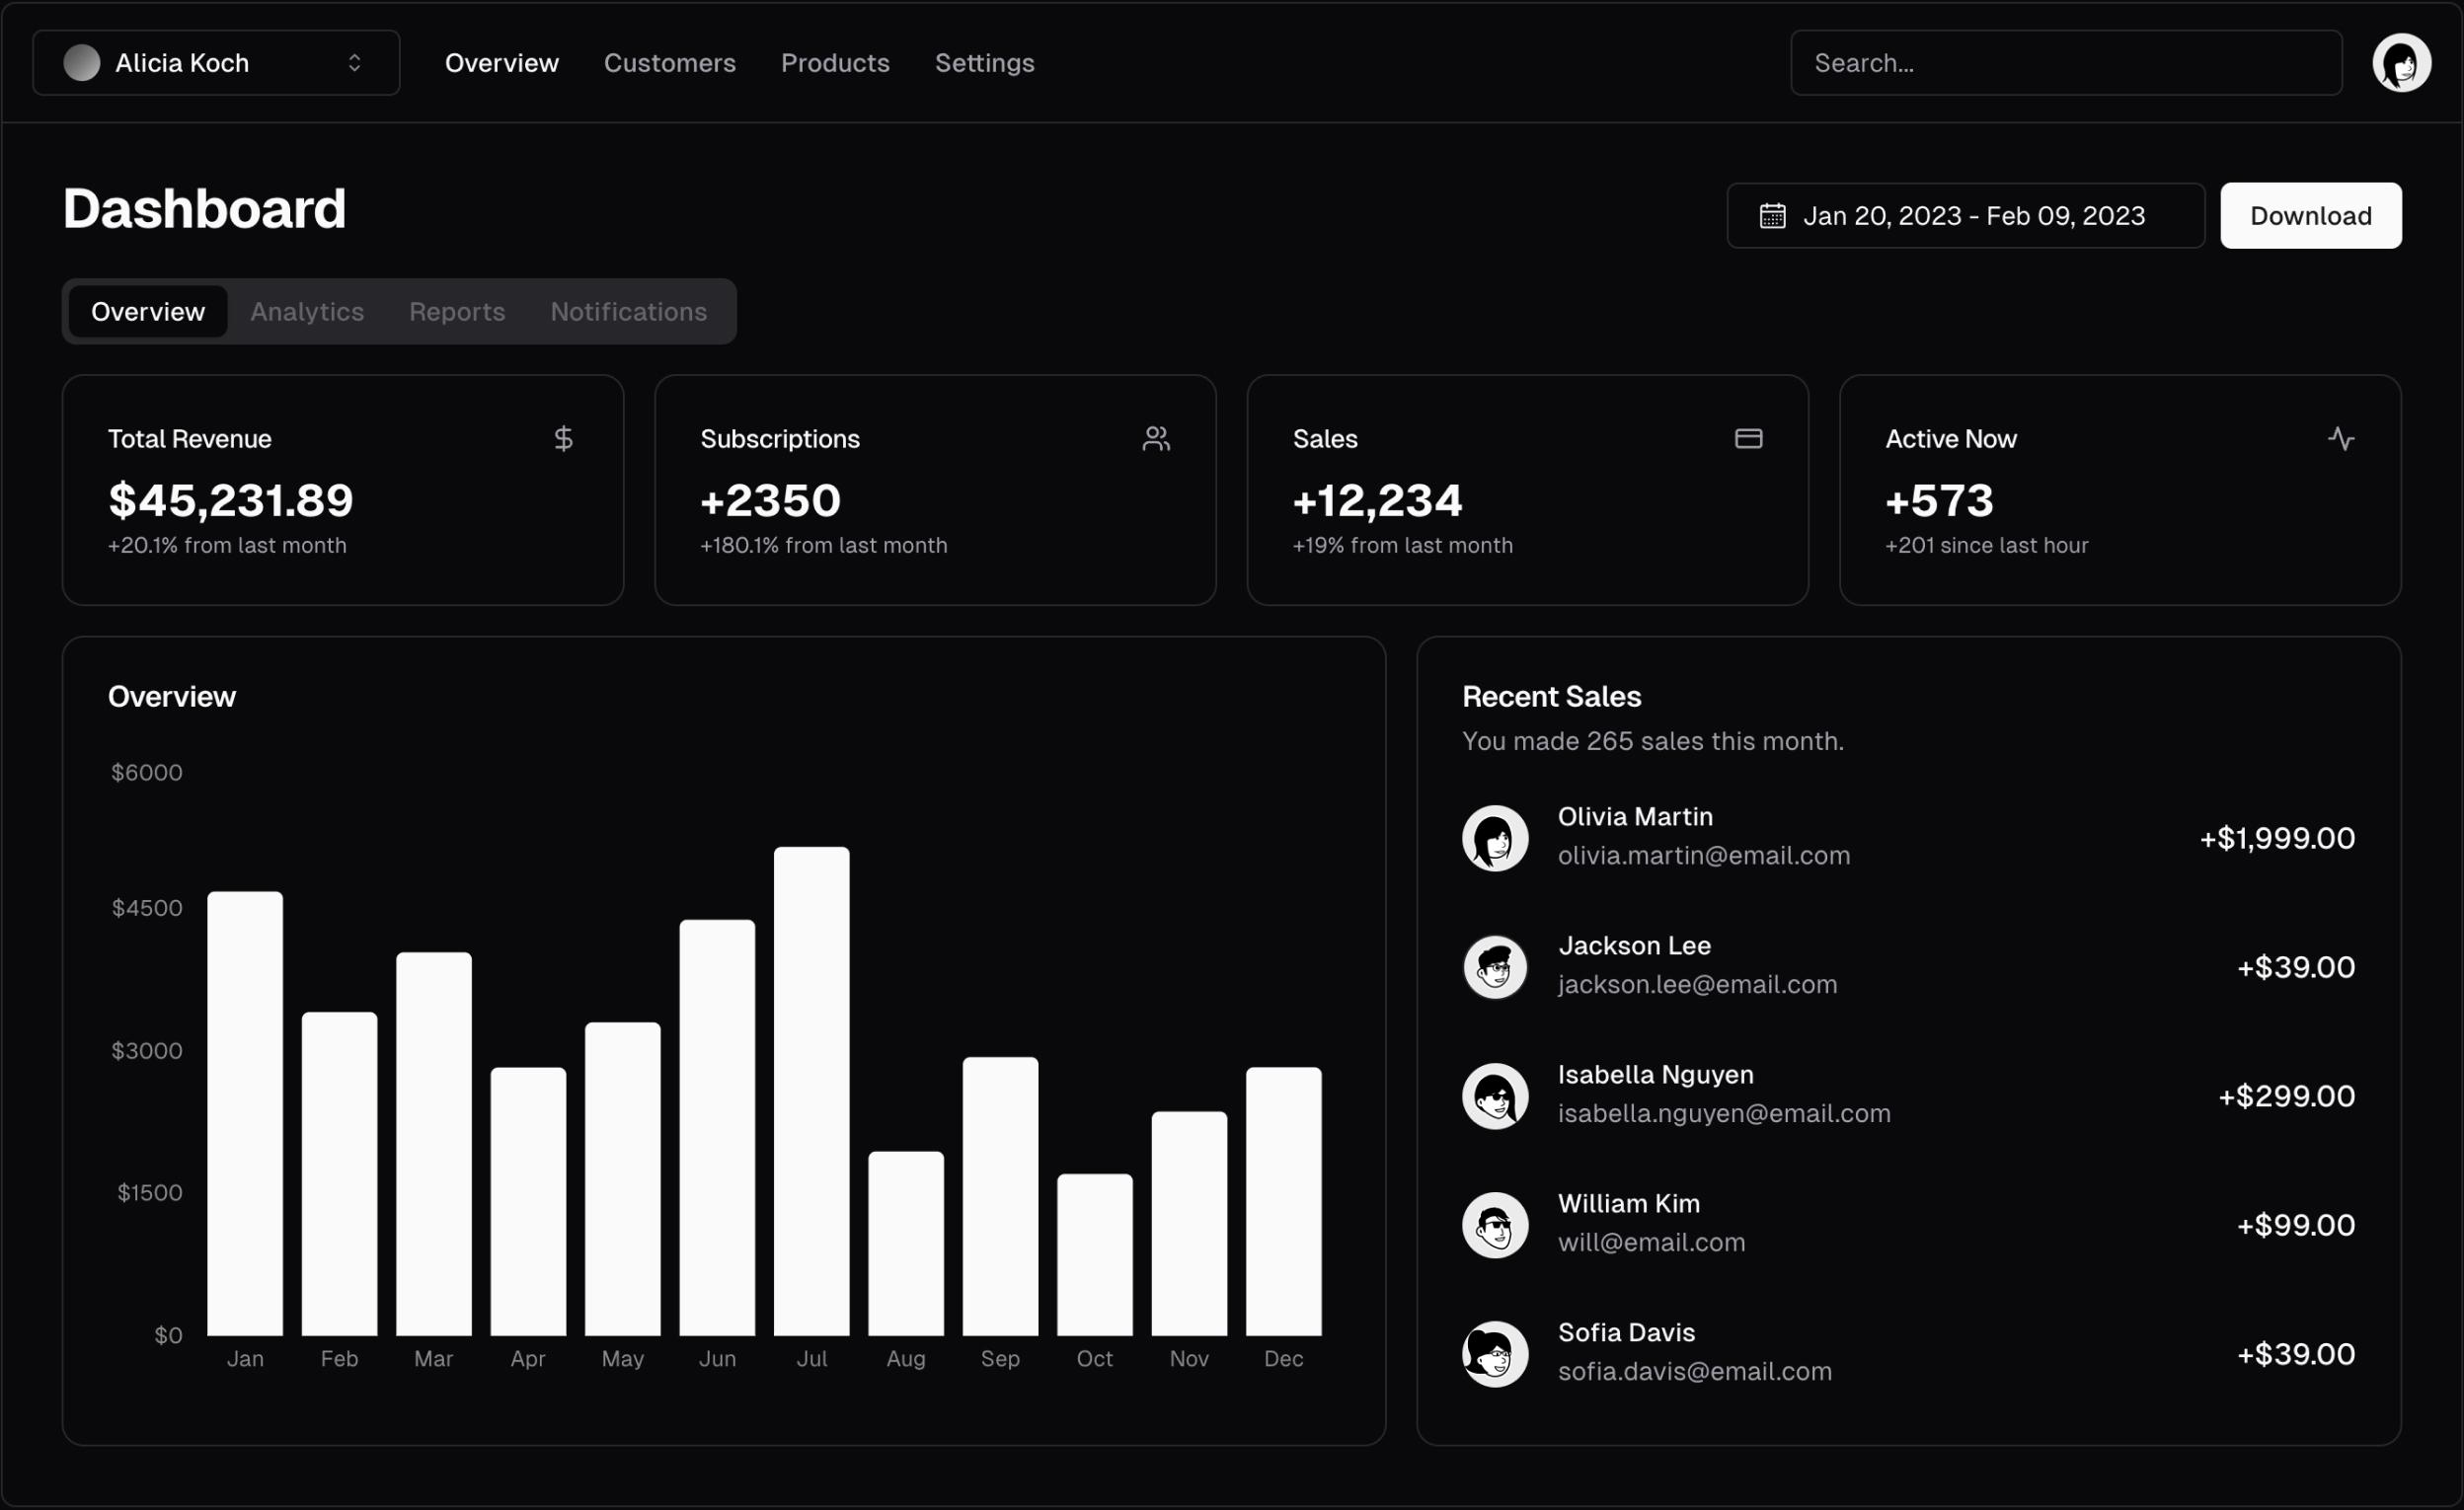 Alicia Koch
Overview Customers Products Settings
Search...
Dashboard
Jan 20, 2023 - Feb 09, 2023
Download
Overview Analytics Reports Notifications
Total Revenue
$45,231.89
+20.1% from last month
Subscriptions
+2350
+180.1% from last month
Sales
+12,234
+19% from last month
Active Now
+573
+201 since last hour
Overview
$6000
$4500
$3000
$1500
$0
Jan Feb Mar Apr May Jun Jul Aug Sep Oct Nov Dec
Recent Sales
You made 265 sales this month.
Olivia Martin
olivia.martin@email.com
+$1,999.00
Jackson Lee
jackson.lee@email.com
+$39.00
Isabella Nguyen
isabella.nguyen@email.com
+$299.00
William Kim
will@email.com
+$99.00
Sofia Davis
sofia.davis@email.com
+$39.00